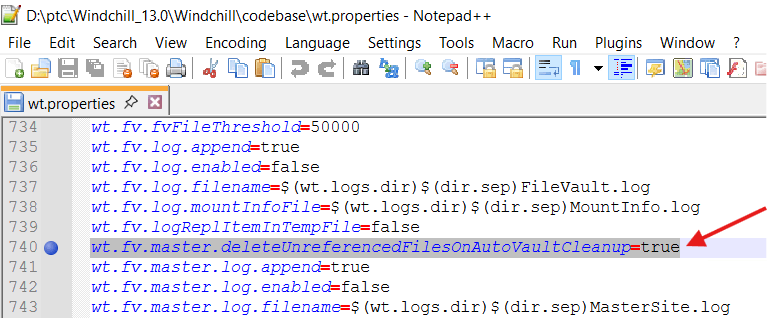 D:\ptc\Windchill_13.0\Windchill\codebase\wt.properties - Notepad++
File Edit Search View Encoding Language Settings Tools Macro Run Plugins Window ?
wt.properties
734 wt.fv.fvFileThreshold=50000
735 wt.fv.log.append=true
736 wt.fv.log.enabled=false
737 wt.fv.log.filename=$(wt.logs.dir)$(dir.sep)FileVault.log
738 wt.fv.log.mountInfoFile=$(wt.logs.dir)$(dir.sep)MountInfo.log
739 wt.fv.logReplItemInTempFile=false
740 wt.fv.master.deleteUnreferencedFilesOnAutoVaultCleanup=true
741 wt.fv.master.log.append=true
742 wt.fv.master.log.enabled=false
743 wt.fv.master.log.filename=$(wt.logs.dir)$(dir.sep)MasterSite.log